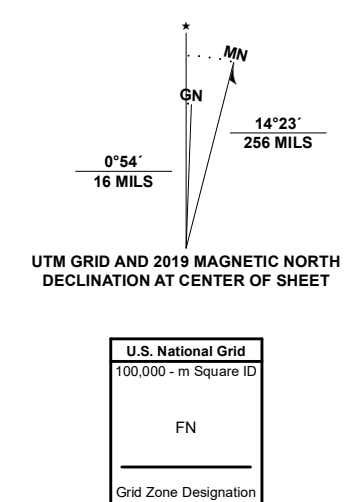 ★
MN
GN
0°54´
16 MILS
14°23´
256 MILS
UTM GRID AND 2019 MAGNETIC NORTH
DECLINATION AT CENTER OF SHEET
U.S. National Grid
100,000 - m Square ID
FN
Grid Zone Designation